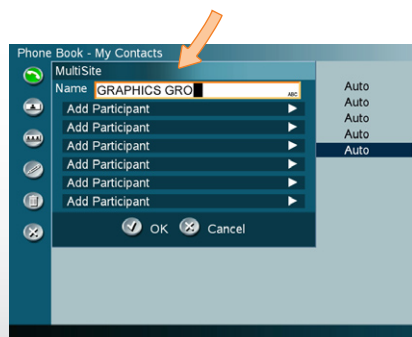 Phone Book - My Contacts
MultiSite
Name GRAPHICS GRO ABC
Add Participant
Add Participant
Add Participant
Add Participant
Add Participant
Add Participant
OK Cancel
Auto
Auto
Auto
Auto
Auto